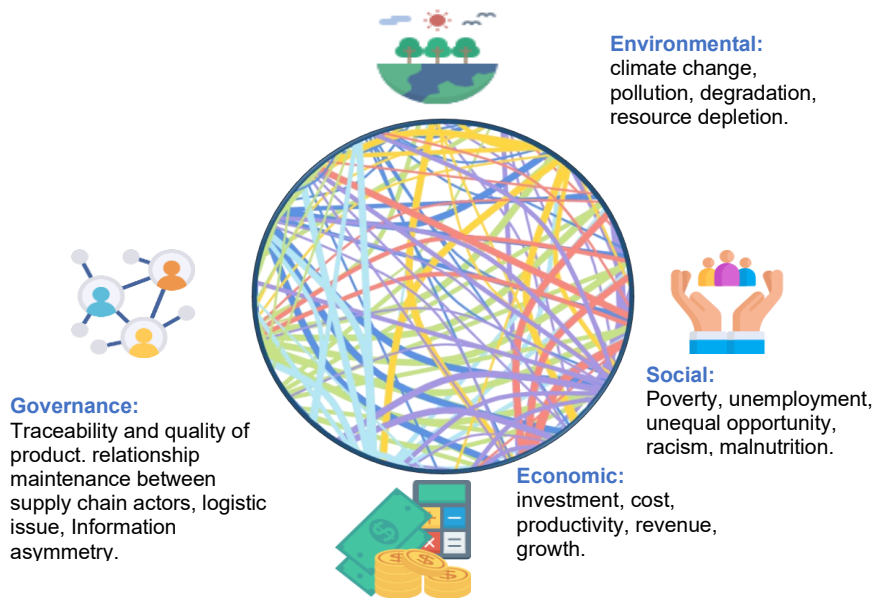 Environmental:
climate change,
pollution, degradation,
resource depletion.
Social:
Poverty, unemployment,
unequal opportunity,
racism, malnutrition.
Governance:
Traceability and quality of
product. relationship
maintenance between
supply chain actors, logistic
issue, Information
asymmetry.
Economic:
investment, cost,
productivity, revenue,
growth.